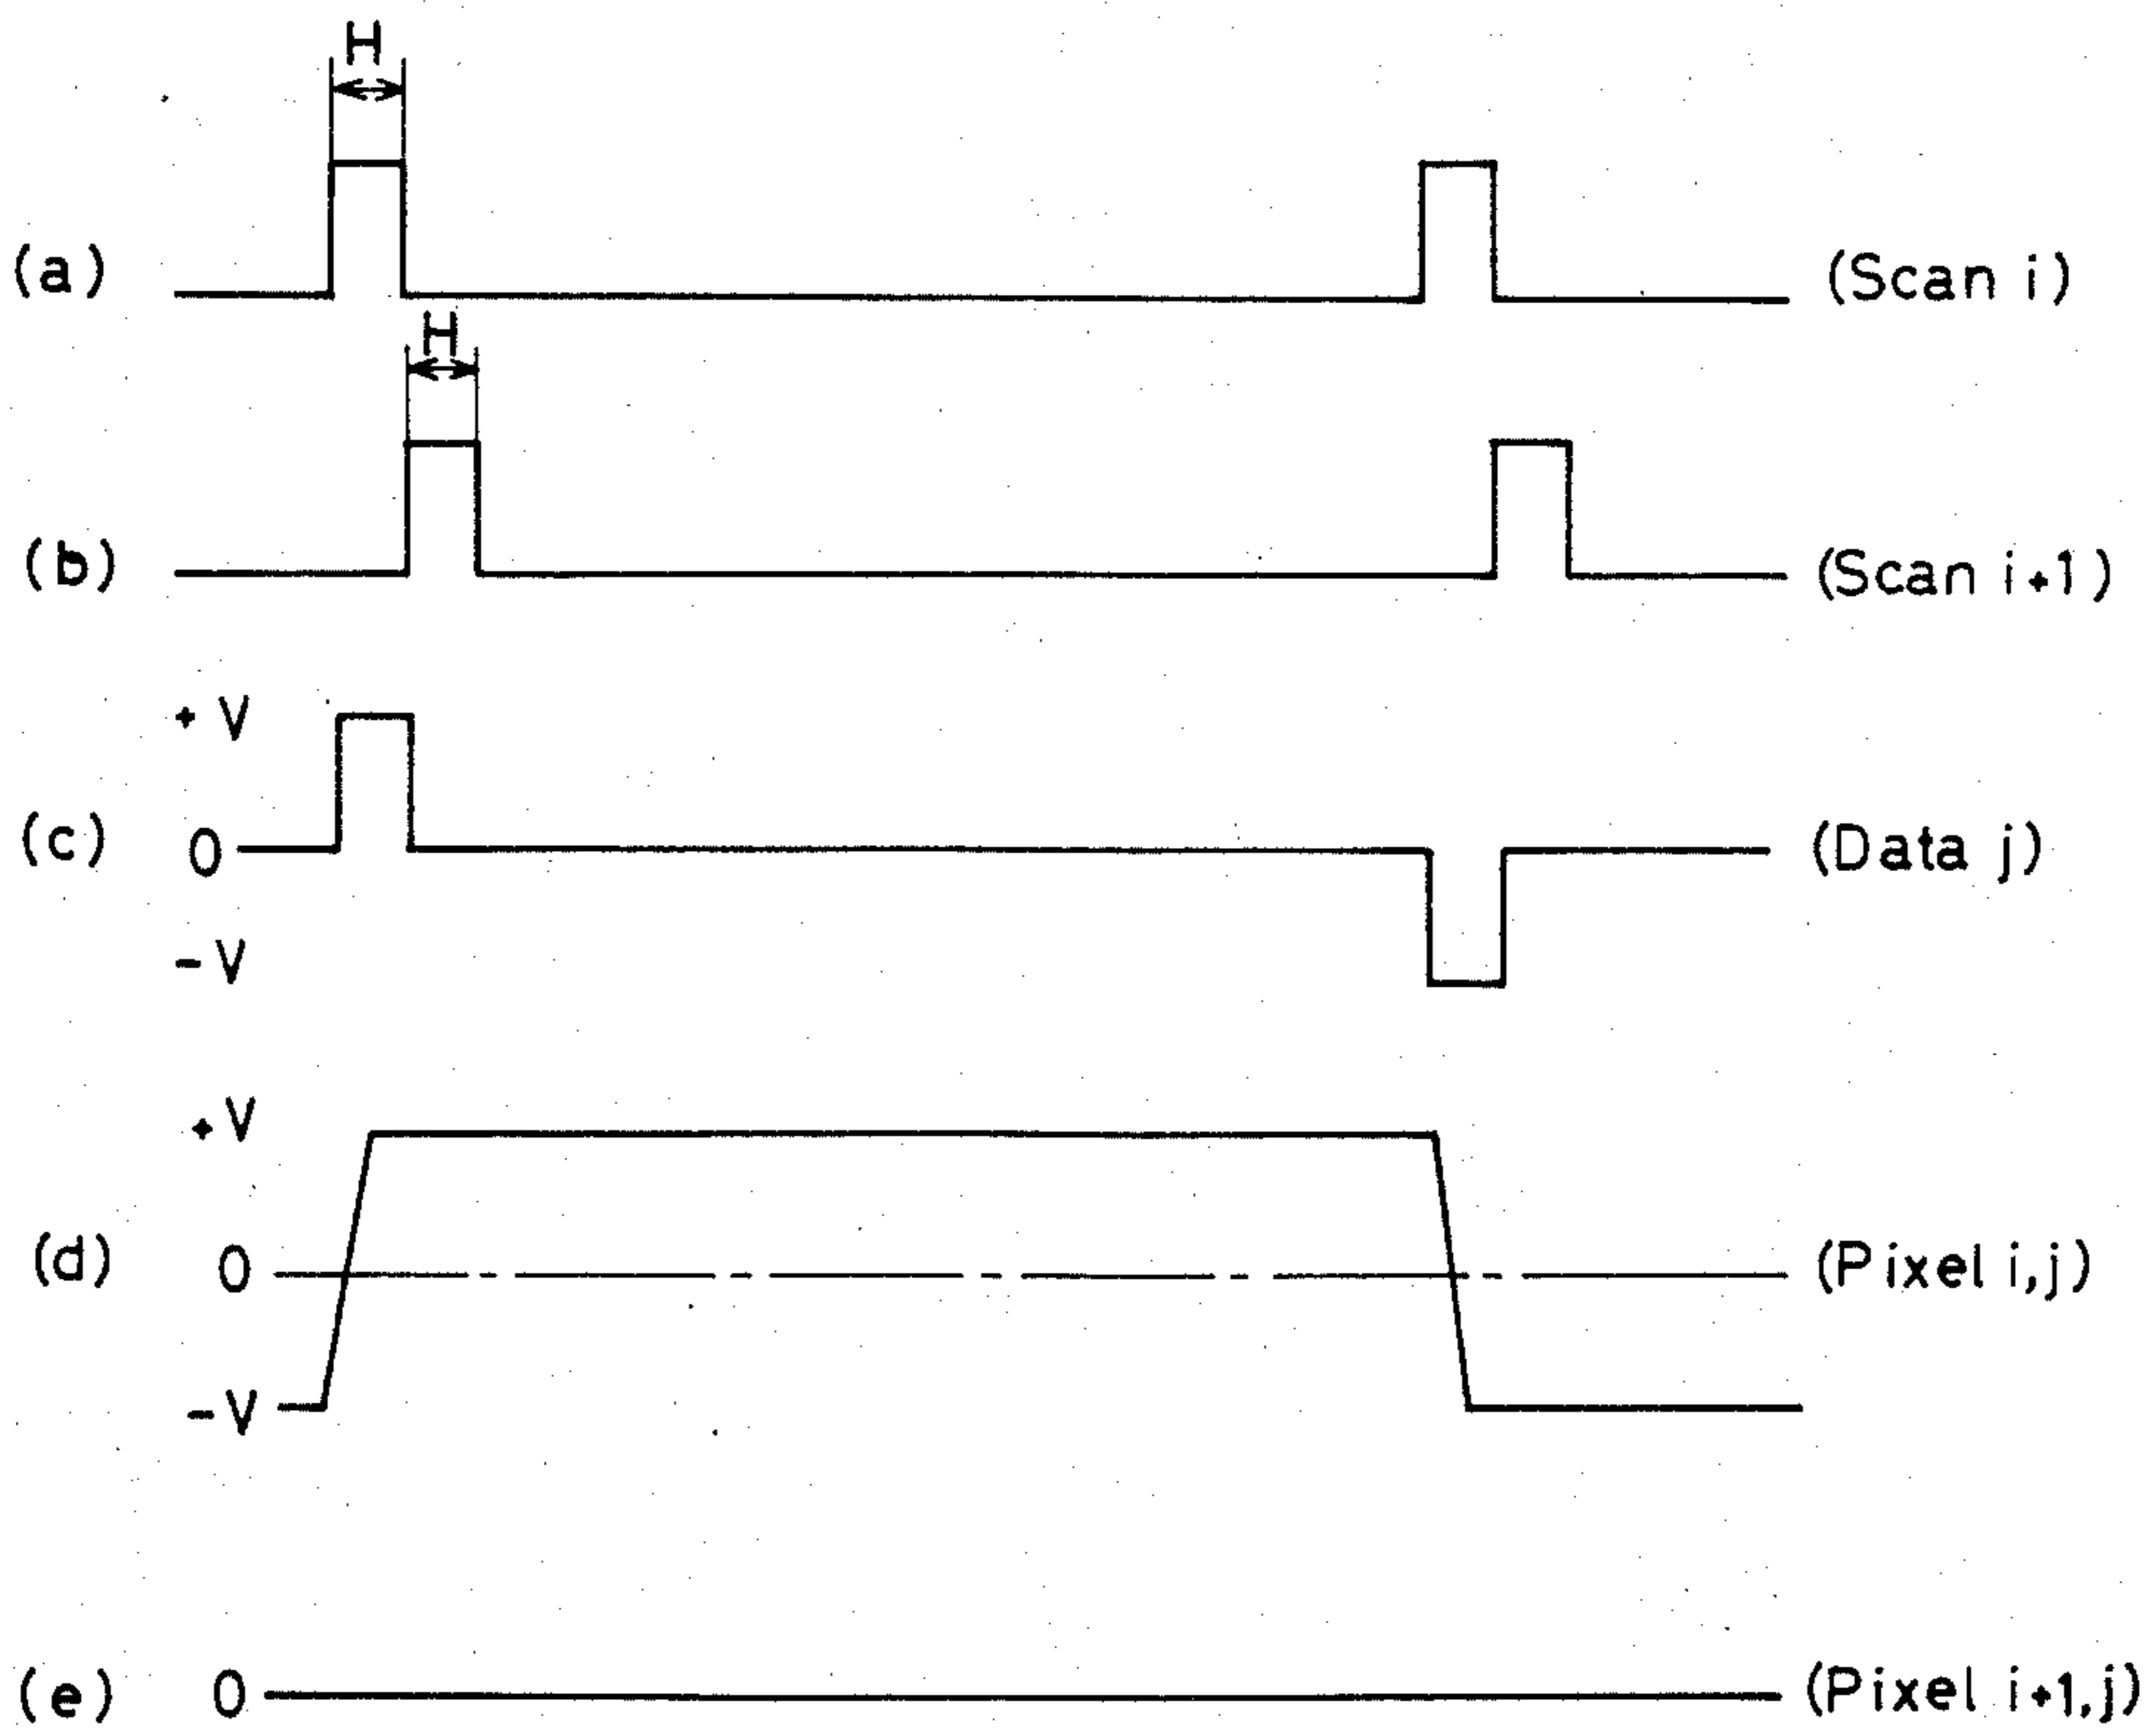 H
(a) (Scan i)
H
(b) (Scan i+1)
+V
(c) 0 (Data j)
-V
+V
(d) 0 (Pixel i,j)
-V
(e) 0 (Pixel i+1,j)